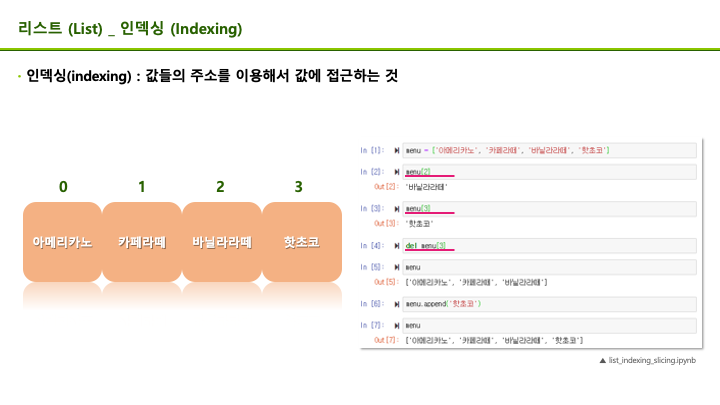 리스트 (List) _ 인덱싱 (Indexing)
• 인덱싱(indexing) : 값들의 주소를 이용해서 값에 접근하는 것
0 1 2 3
아메리카노 카페라떼 바닐라라떼 핫초코
In [1]: menu = ['아메리카노', '카페라떼', '바닐라라떼', '핫초코']
In [2]: menu[2]
Out[2]: '바닐라라떼'
In [3]: menu[3]
Out[3]: '핫초코'
In [4]: del menu[3]
In [5]: menu
Out[5]: ['아메리카노', '카페라떼', '바닐라라떼']
In [6]: menu.append('핫초코')
In [7]: menu
Out[7]: ['아메리카노', '카페라떼', '바닐라라떼', '핫초코']
▲ list_indexing_slicing.ipynb